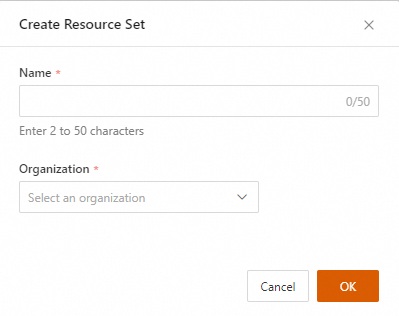 Create Resource Set
Name *
0/50
Enter 2 to 50 characters
Organization *
Select an organization
Cancel OK